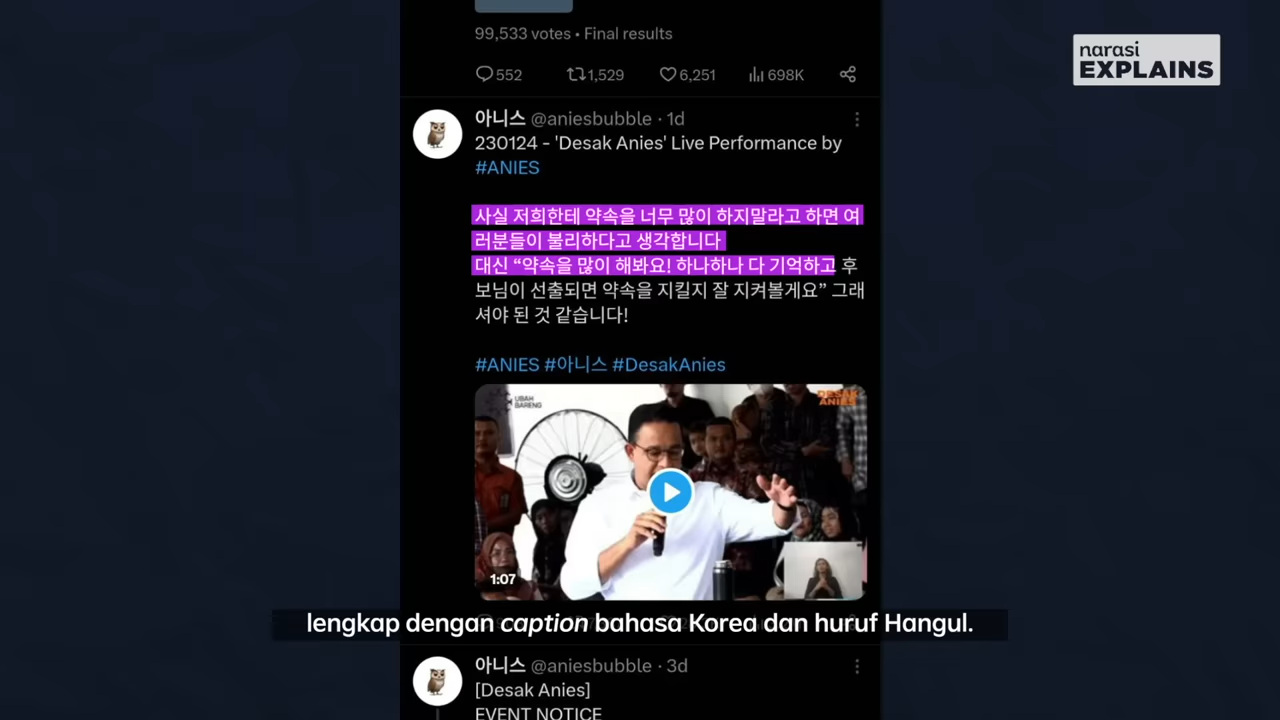 99,533 votes • Final results
narasi
EXPLAINS
552 1,529 6,251 698K
아니스 @aniesbubble · 1d
230124 - 'Desak Anies' Live Performance by
#ANIES
사실 저희한테 약속을 너무 많이 하지말라고 하면 여
러분들이 불리하다고 생각합니다
대신 “약속을 많이 해봐요! 하나하나 다 기억하고 후
보님이 선출되면 약속을 지킬지 잘 지켜볼게요” 그래
셔야 된 것 같습니다!
#ANIES #아니스 #DesakAnies
UBAH
BARENG
DESAK
ANIES
1:07
lengkap dengan caption bahasa Korea dan huruf Hangul.
아니스 @aniesbubble · 3d
[Desak Anies]
EVENT NOTICE